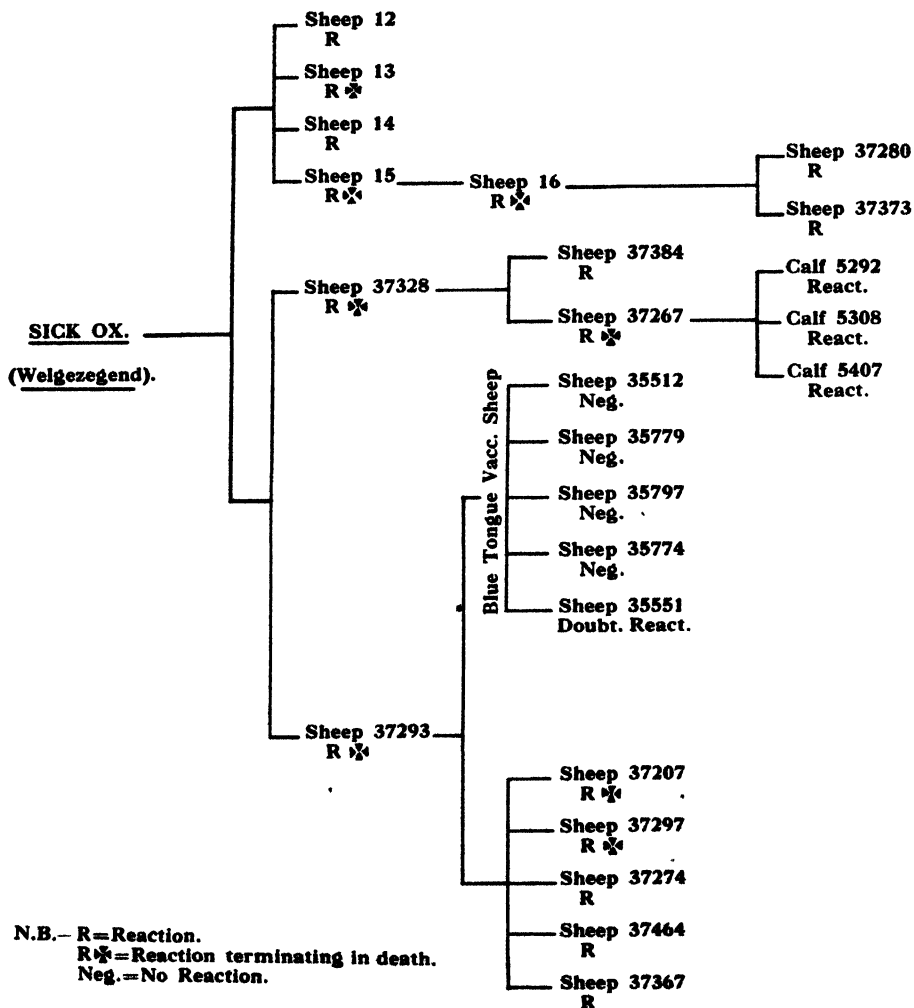 Sheep 12
R
Sheep 13
R ✠
Sheep 14
R
Sheep 15
R ✠
Sheep 16
R ✠
Sheep 37280
R
Sheep 37373
R
SICK OX.
(Welgezegend).
Sheep 37328
R ✠
Sheep 37384
R
Sheep 37267
R ✠
Calf 5292
React.
Calf 5308
React.
Calf 5407
React.
Blue Tongue Vacc. Sheep
Sheep 35512
Neg.
Sheep 35779
Neg.
Sheep 35797
Neg.
Sheep 35774
Neg.
Sheep 35551
Doubt. React.
Sheep 37293
R ✠
Sheep 37207
R ✠
Sheep 37297
R ✠
Sheep 37274
R
Sheep 37464
R
Sheep 37367
R
N.B.– R=Reaction.
R✠=Reaction terminating in death.
Neg.=No Reaction.